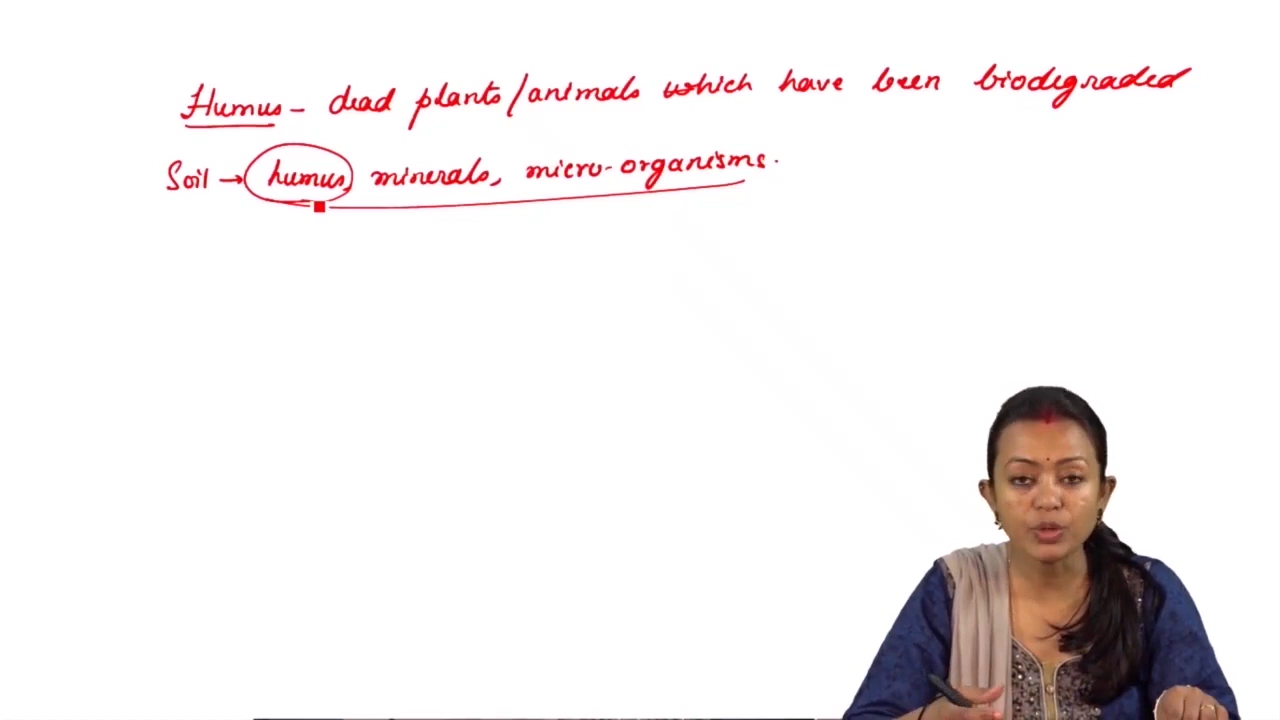 Humus - dead plants/animals which have been biodegraded
Soil → humus, minerals, micro-organisms.